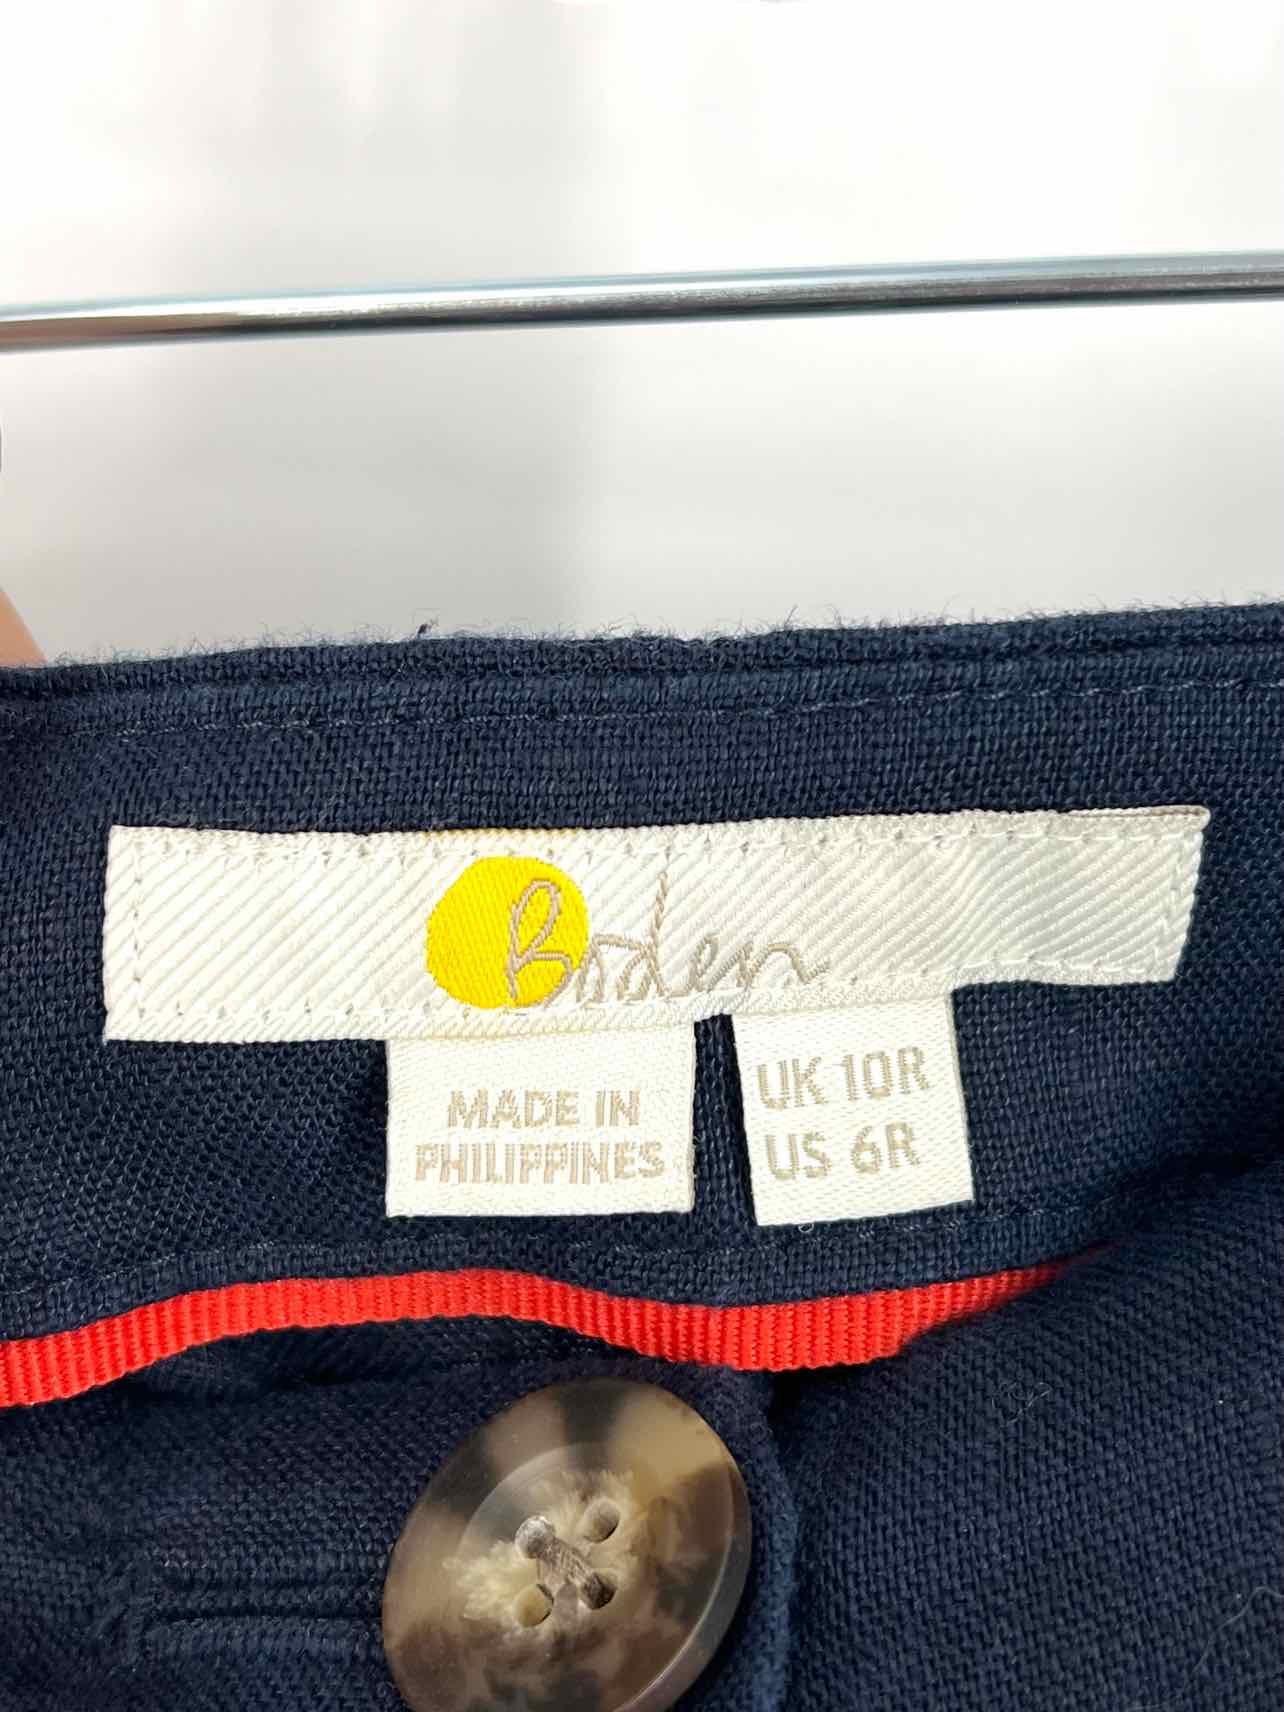 Boden
MADE IN
PHILIPPINES
UK 10R
US 6R